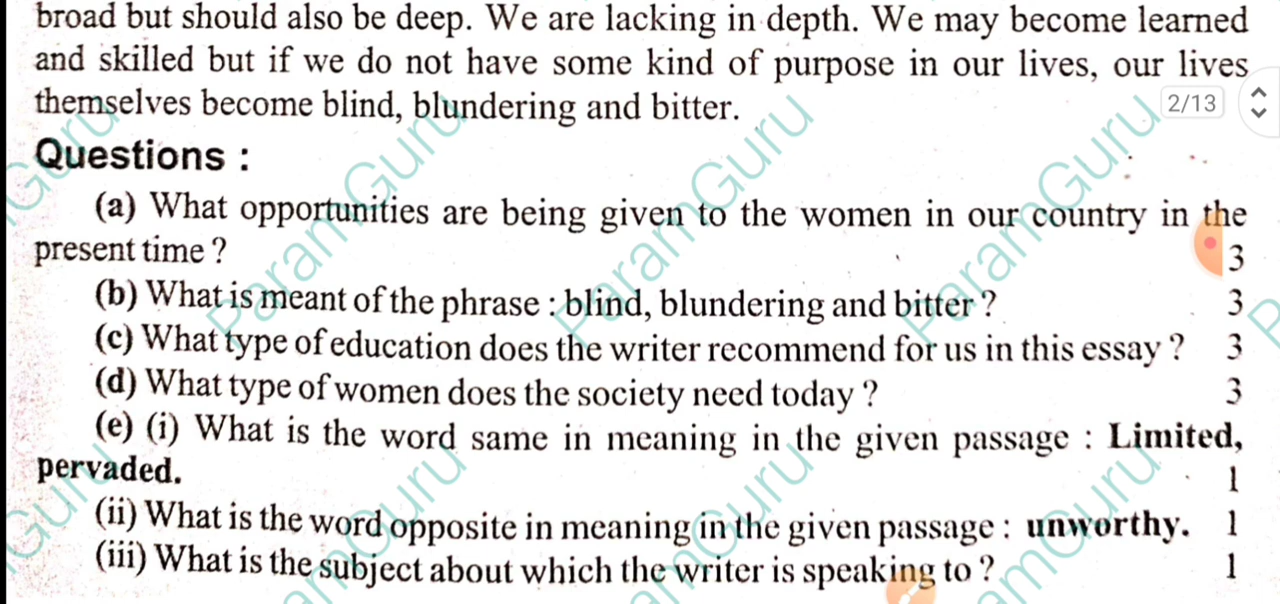 broad but should also be deep. We are lacking in depth. We may become learned
and skilled but if we do not have some kind of purpose in our lives, our lives
themselves become blind, blundering and bitter.
2/13
Questions :
(a) What opportunities are being given to the women in our country in the
present time ? 3
(b) What is meant of the phrase : blind, blundering and bitter ? 3
(c) What type of education does the writer recommend for us in this essay ? 3
(d) What type of women does the society need today ? 3
(e) (i) What is the word same in meaning in the given passage : Limited,
pervaded. 1
(ii) What is the word opposite in meaning in the given passage : unworthy. 1
(iii) What is the subject about which the writer is speaking to ? 1
ParamGuru
ParamGuru
ParamGuru